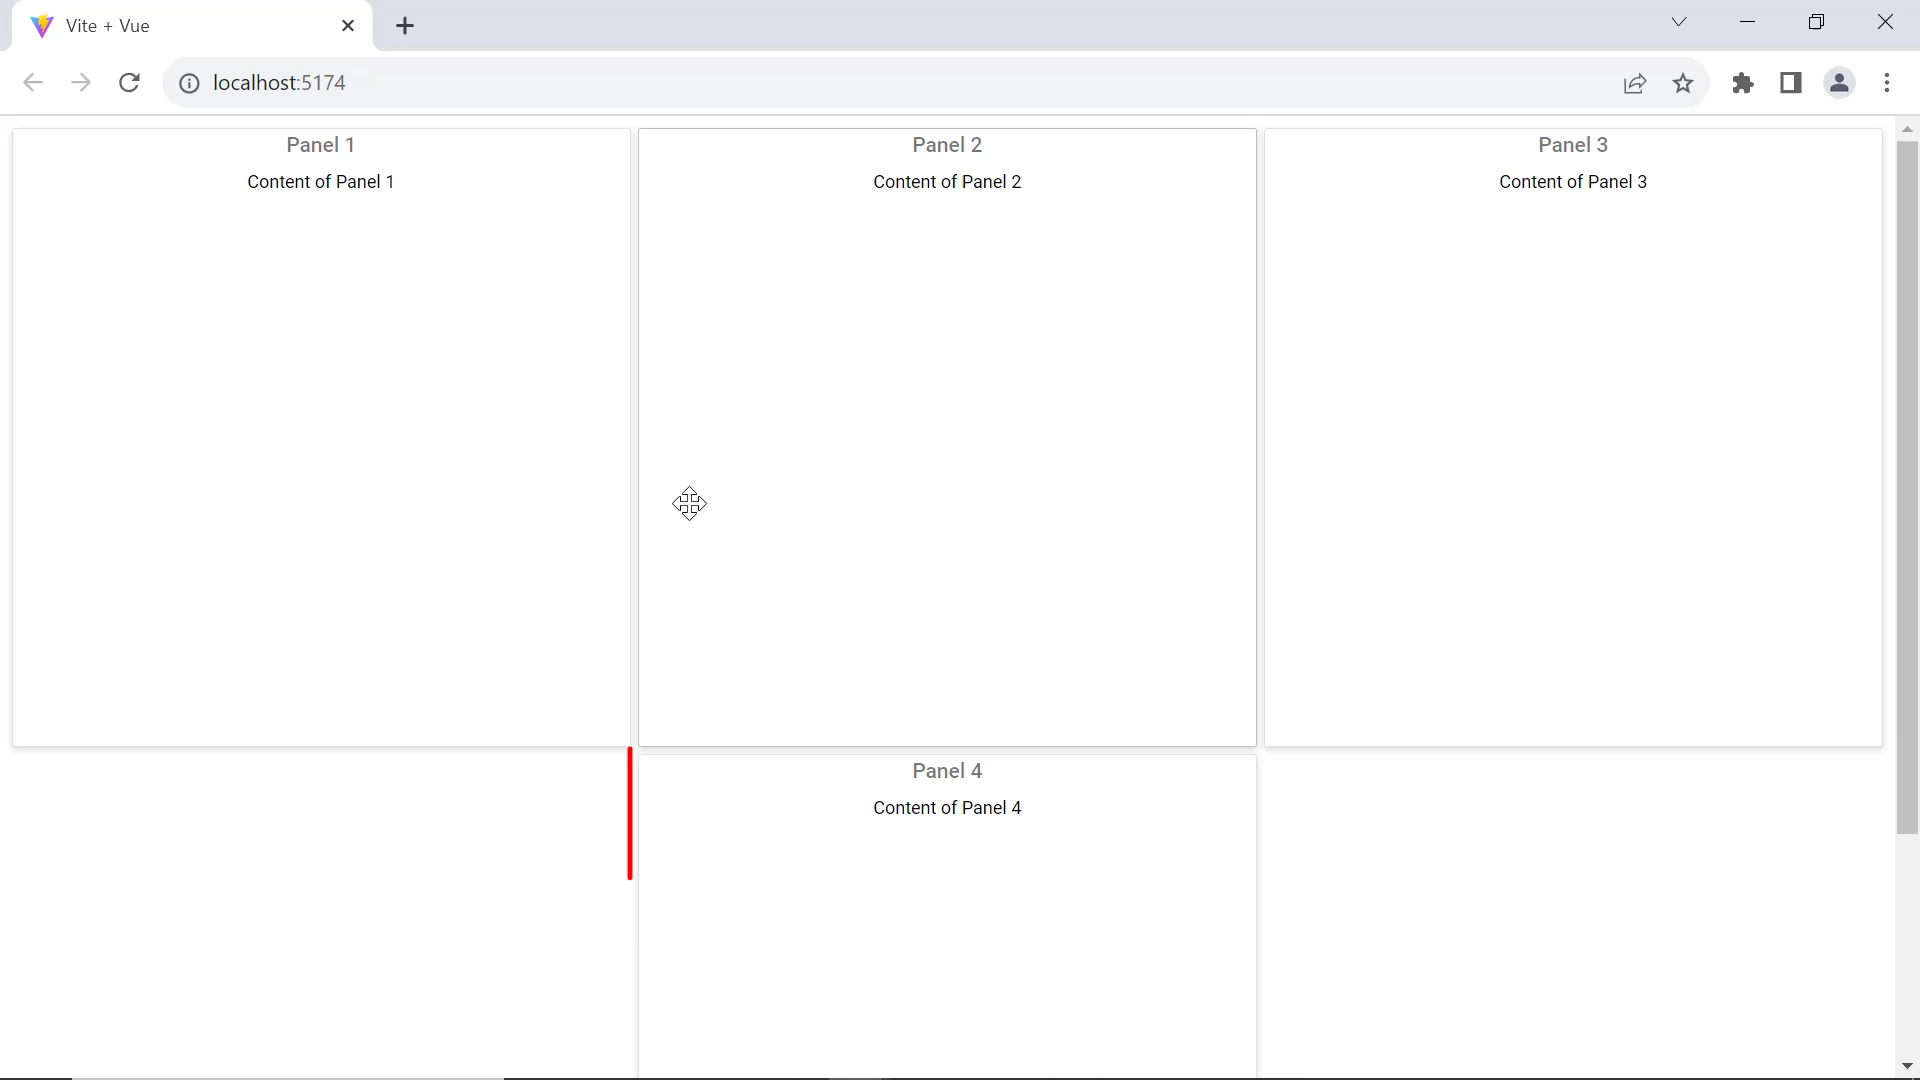 Vite + Vue
localhost:5174
Panel 1
Content of Panel 1
Panel 2
Content of Panel 2
Panel 3
Content of Panel 3
Panel 4
Content of Panel 4